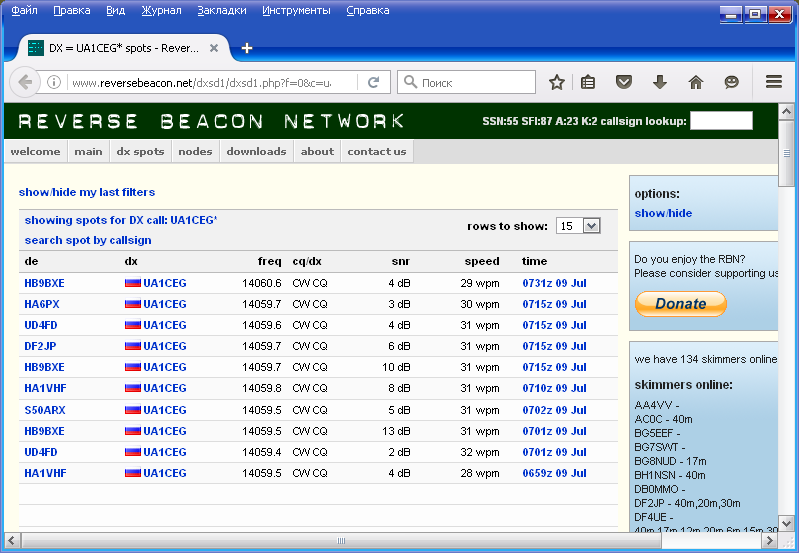 Файл Правка Вид Журнал Закладки Инструменты Справка
DX = UA1CEG* spots - Rever...
www.reversebeacon.net/dxsd1/dxsd1.php?f=0&c=u
Поиск
REVERSE BEACON NETWORK
SSN:55 SFI:87 A:23 K:2 callsign lookup:
welcome main dx spots nodes downloads about contact us
show/hide my last filters
showing spots for DX call: UA1CEG*
search spot by callsign
rows to show: 15
de dx freq cq/dx snr speed time
HB9BXE UA1CEG 14060.6 CW CQ 4 dB 29 wpm 0731z 09 Jul
HA6PX UA1CEG 14059.7 CW CQ 3 dB 30 wpm 0715z 09 Jul
UD4FD UA1CEG 14059.6 CW CQ 4 dB 31 wpm 0715z 09 Jul
DF2JP UA1CEG 14059.7 CW CQ 6 dB 31 wpm 0715z 09 Jul
HB9BXE UA1CEG 14059.7 CW CQ 10 dB 31 wpm 0715z 09 Jul
HA1VHF UA1CEG 14059.8 CW CQ 8 dB 31 wpm 0710z 09 Jul
S50ARX UA1CEG 14059.5 CW CQ 5 dB 31 wpm 0702z 09 Jul
HB9BXE UA1CEG 14059.5 CW CQ 13 dB 31 wpm 0701z 09 Jul
UD4FD UA1CEG 14059.4 CW CQ 2 dB 32 wpm 0701z 09 Jul
HA1VHF UA1CEG 14059.5 CW CQ 4 dB 28 wpm 0659z 09 Jul
options:
show/hide
Do you enjoy the RBN?
Please consider supporting us
Donate
we have 134 skimmers online
skimmers online:
AA4VV -
AC0C - 40m
BG5EEF -
BG7SWT -
BG8NUD - 17m
BH1NSN - 40m
DB0MMO -
DF2JP - 40m,20m,30m
DF4UE -
40m,17m,12m,20m,6m,15m,30